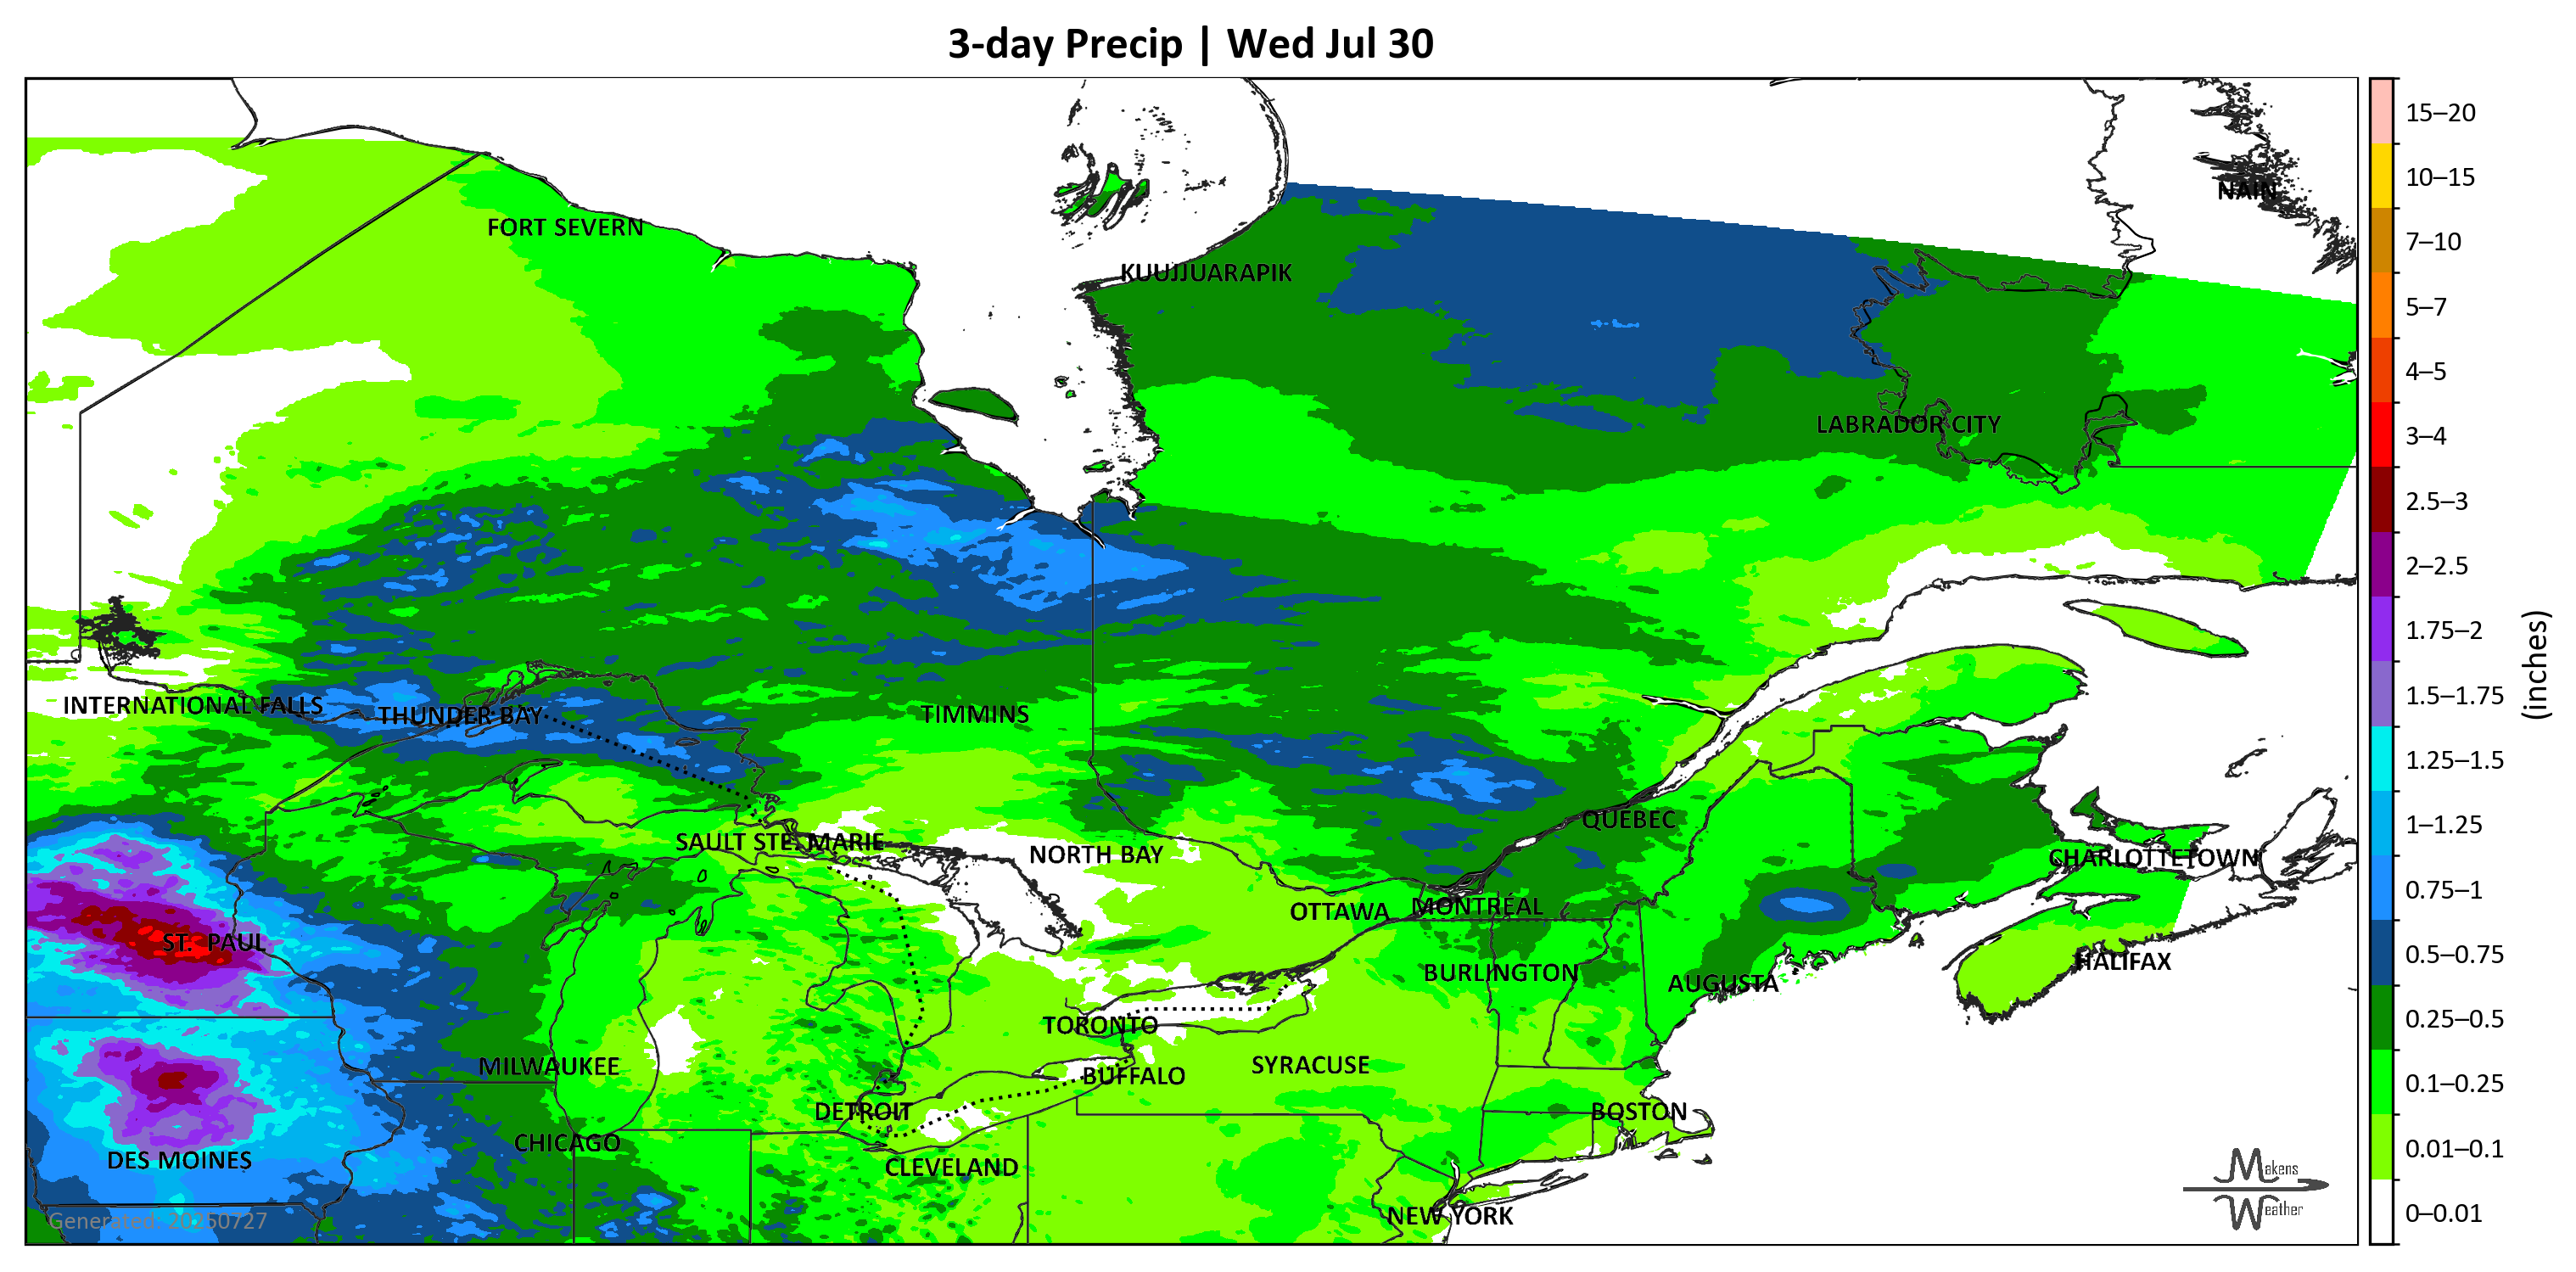 3-day Precip | Wed Jul 30
15–20
10–15
7–10
5–7
4–5
3–4
2.5–3
2–2.5
1.75–2
1.5–1.75
1.25–1.5
1–1.25
0.75–1
0.5–0.75
0.25–0.5
0.1–0.25
0.01–0.1
0–0.01
(inches)
NAIN
FORT SEVERN
KUUJJUARAPIK
LABRADOR CITY
INTERNATIONAL FALLS
THUNDER BAY
TIMMINS
SAULT STE. MARIE
NORTH BAY
QUEBEC
CHARLOTTETOWN
OTTAWA
MONTRÉAL
ST. PAUL
BURLINGTON
AUGUSTA
HALIFAX
TORONTO
MILWAUKEE
BUFFALO
SYRACUSE
DETROIT
BOSTON
CHICAGO
DES MOINES
CLEVELAND
NEW YORK
Generated: 20250727
Makens
Weather